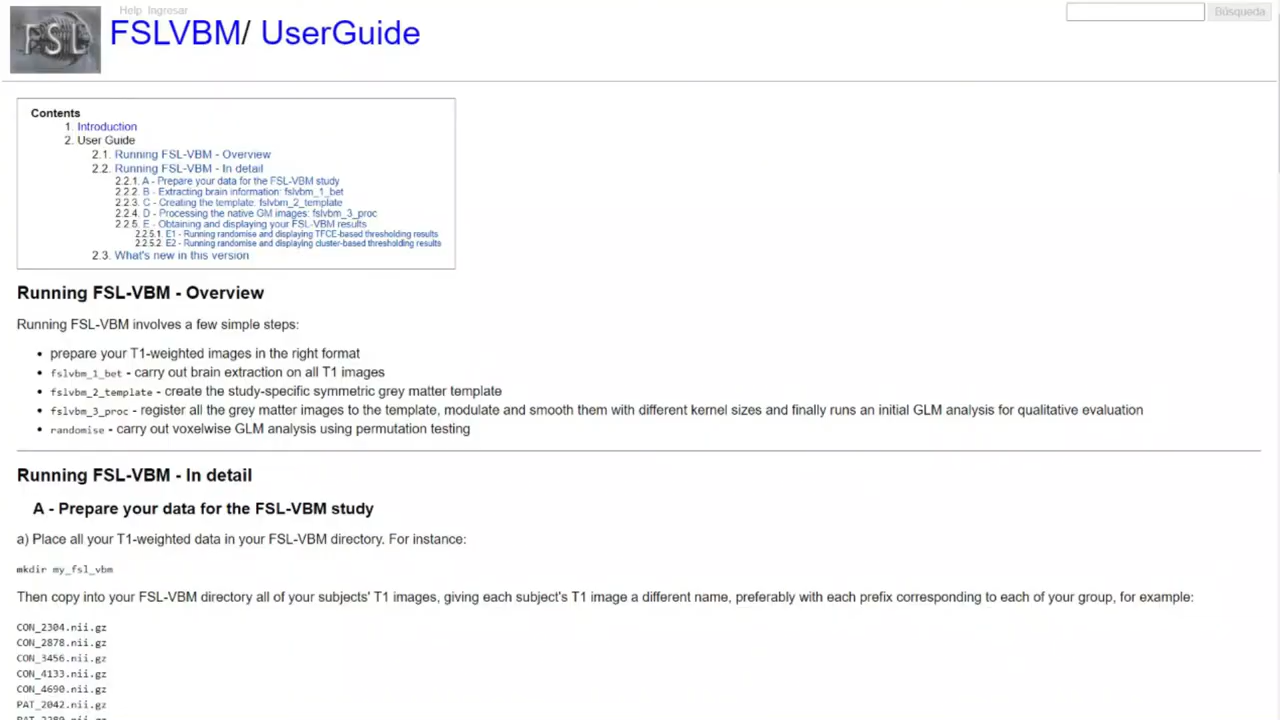 Help Ingresar
Búsqueda
FSL
FSLVBM/ UserGuide
Contents
1. Introduction
2. User Guide
2.1. Running FSL-VBM - Overview
2.2. Running FSL-VBM - In detail
2.2.1. A - Prepare your data for the FSL-VBM study
2.2.2. B - Extracting brain information: fslvbm_1_bet
2.2.3. C - Creating the template: fslvbm_2_template
2.2.4. D - Processing the native GM images: fslvbm_3_proc
2.2.5. E - Obtaining and displaying your FSL-VBM results
2.2.5.1. E1 - Running randomise and displaying TFCE-based thresholding results
2.2.5.2. E2 - Running randomise and displaying cluster-based thresholding results
2.3. What's new in this version
Running FSL-VBM - Overview
Running FSL-VBM involves a few simple steps:
• prepare your T1-weighted images in the right format
• fslvbm_1_bet - carry out brain extraction on all T1 images
• fslvbm_2_template - create the study-specific symmetric grey matter template
• fslvbm_3_proc - register all the grey matter images to the template, modulate and smooth them with different kernel sizes and finally runs an initial GLM analysis for qualitative evaluation
• randomise - carry out voxelwise GLM analysis using permutation testing
Running FSL-VBM - In detail
A - Prepare your data for the FSL-VBM study
a) Place all your T1-weighted data in your FSL-VBM directory. For instance:
mkdir my_fsl_vbm
Then copy into your FSL-VBM directory all of your subjects' T1 images, giving each subject's T1 image a different name, preferably with each prefix corresponding to each of your group, for example:
CON_2304.nii.gz
CON_2878.nii.gz
CON_3456.nii.gz
CON_4133.nii.gz
CON_4690.nii.gz
PAT_2042.nii.gz